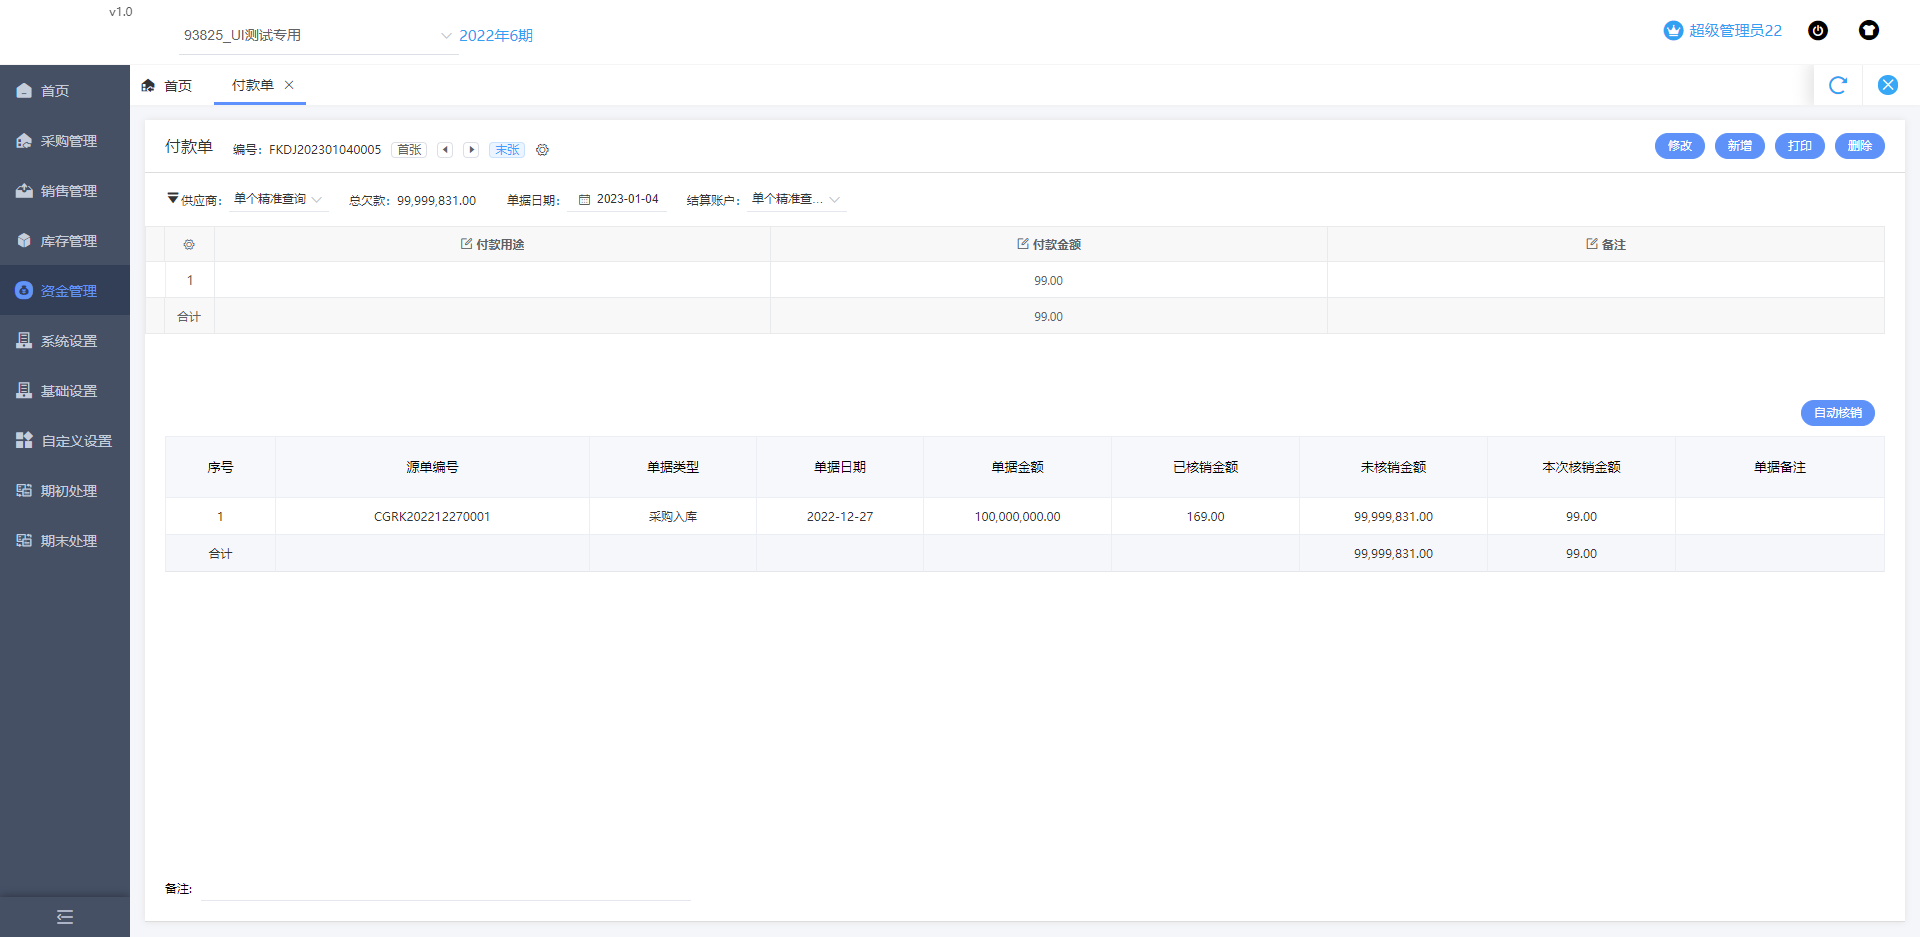 v1.0
93825_UI测试专用 2022年6期 超级管理员22
首页 付款单
首页
采购管理
销售管理
库存管理
资金管理
系统设置
基础设置
自定义设置
期初处理
期末处理
付款单 编号：FKDJ202301040005 首张 末张 修改 新增 打印 删除
供应商： 单个精准查询 总欠款：99,999,831.00 单据日期： 2023-01-04 结算账户： 单个精准查...
付款用途 付款金额 备注
1 99.00
合计 99.00
自动核销
序号 源单编号 单据类型 单据日期 单据金额 已核销金额 未核销金额 本次核销金额 单据备注
1 CGRK202212270001 采购入库 2022-12-27 100,000,000.00 169.00 99,999,831.00 99.00
合计 99,999,831.00 99.00
备注: